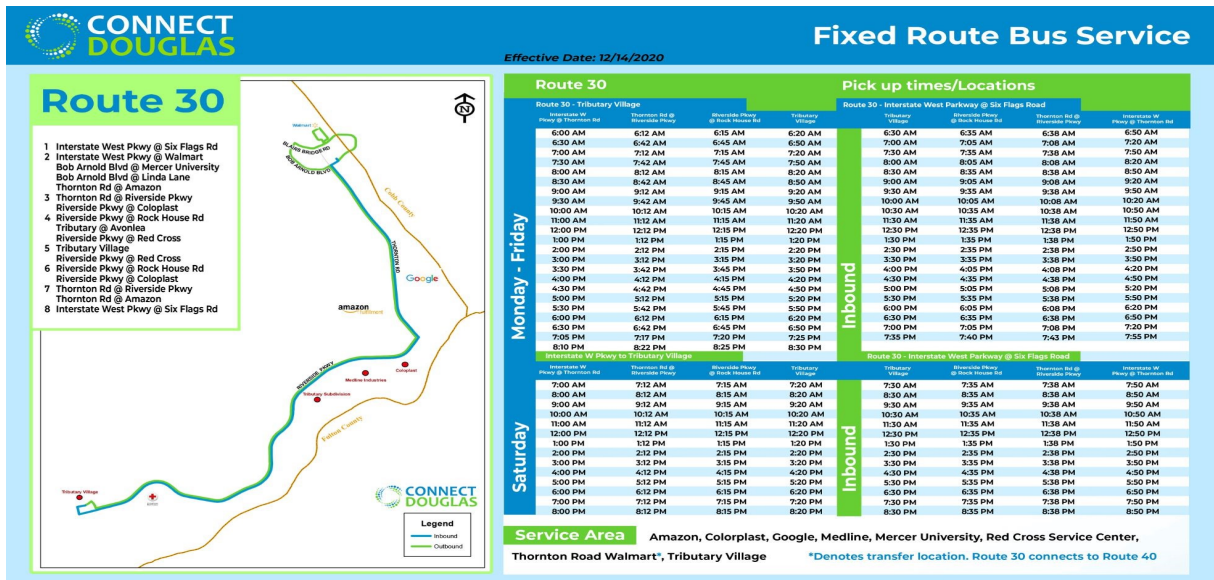 CONNECT
DOUGLAS
Fixed Route Bus Service
Effective Date: 12/14/2020
Route 30
1 Interstate West Pkwy @ Six Flags Rd
2 Interstate West Pkwy @ Walmart
Bob Arnold Blvd @ Mercer University
Bob Arnold Blvd @ Linda Lane
Thornton Rd @ Amazon
3 Thornton Rd @ Riverside Pkwy
Riverside Pkwy @ Coloplast
4 Riverside Pkwy @ Rock House Rd
Tributary @ Avonlea
Riverside Pkwy @ Red Cross
5 Tributary Village
Riverside Pkwy @ Red Cross
6 Riverside Pkwy @ Rock House Rd
Riverside Pkwy @ Coloplast
7 Thornton Rd @ Riverside Pkwy
Thornton Rd @ Amazon
8 Interstate West Pkwy @ Six Flags Rd
N
Walmart
BLAIRS BRIDGE RD
BOB ARNOLD BLVD
Cobb County
THORNTON RD
Google
amazon
fulfillment
RIVERSIDE PKWY
Coloplast
Medline Industries
Tributary Subdivision
Fulton County
Tributary Village
CONNECT
DOUGLAS
Legend
Inbound
Outbound
Route 30 Pick up times/Locations
Monday - Friday
Route 30 - Tributary Village
Interstate W Pkwy @ Thornton Rd Thornton Rd @ Riverside Pkwy Riverside Pkwy @ Rock House Rd Tributary Village
6:00 AM 6:12 AM 6:15 AM 6:20 AM
6:30 AM 6:42 AM 6:45 AM 6:50 AM
7:00 AM 7:12 AM 7:15 AM 7:20 AM
7:30 AM 7:42 AM 7:45 AM 7:50 AM
8:00 AM 8:12 AM 8:15 AM 8:20 AM
8:30 AM 8:42 AM 8:45 AM 8:50 AM
9:00 AM 9:12 AM 9:15 AM 9:20 AM
9:30 AM 9:42 AM 9:45 AM 9:50 AM
10:00 AM 10:12 AM 10:15 AM 10:20 AM
11:00 AM 11:12 AM 11:15 AM 11:20 AM
12:00 PM 12:12 PM 12:15 PM 12:20 PM
1:00 PM 1:12 PM 1:15 PM 1:20 PM
2:00 PM 2:12 PM 2:15 PM 2:20 PM
3:00 PM 3:12 PM 3:15 PM 3:20 PM
3:30 PM 3:42 PM 3:45 PM 3:50 PM
4:00 PM 4:12 PM 4:15 PM 4:20 PM
4:30 PM 4:42 PM 4:45 PM 4:50 PM
5:00 PM 5:12 PM 5:15 PM 5:20 PM
5:30 PM 5:42 PM 5:45 PM 5:50 PM
6:00 PM 6:12 PM 6:15 PM 6:20 PM
6:30 PM 6:42 PM 6:45 PM 6:50 PM
7:05 PM 7:17 PM 7:20 PM 7:25 PM
8:10 PM 8:22 PM 8:25 PM 8:30 PM
Inbound
Route 30 - Interstate West Parkway @ Six Flags Road
Tributary Village Riverside Pkwy @ Rock House Rd Thornton Rd @ Riverside Pkwy Interstate W Pkwy @ Thornton Rd
6:30 AM 6:35 AM 6:38 AM 6:50 AM
7:00 AM 7:05 AM 7:08 AM 7:20 AM
7:30 AM 7:35 AM 7:38 AM 7:50 AM
8:00 AM 8:05 AM 8:08 AM 8:20 AM
8:30 AM 8:35 AM 8:38 AM 8:50 AM
9:00 AM 9:05 AM 9:08 AM 9:20 AM
9:30 AM 9:35 AM 9:38 AM 9:50 AM
10:00 AM 10:05 AM 10:08 AM 10:20 AM
10:30 AM 10:35 AM 10:38 AM 10:50 AM
11:30 AM 11:35 AM 11:38 AM 11:50 AM
12:30 PM 12:35 PM 12:38 PM 12:50 PM
1:30 PM 1:35 PM 1:38 PM 1:50 PM
2:30 PM 2:35 PM 2:38 PM 2:50 PM
3:30 PM 3:35 PM 3:38 PM 3:50 PM
4:00 PM 4:05 PM 4:08 PM 4:20 PM
4:30 PM 4:35 PM 4:38 PM 4:50 PM
5:00 PM 5:05 PM 5:08 PM 5:20 PM
5:30 PM 5:35 PM 5:38 PM 5:50 PM
6:00 PM 6:05 PM 6:08 PM 6:20 PM
6:30 PM 6:35 PM 6:38 PM 6:50 PM
7:00 PM 7:05 PM 7:08 PM 7:20 PM
7:35 PM 7:40 PM 7:43 PM 7:55 PM
Saturday
Interstate W Pkwy to Tributary Village
Interstate W Pkwy @ Thornton Rd Thornton Rd @ Riverside Pkwy Riverside Pkwy @ Rock House Rd Tributary Village
7:00 AM 7:12 AM 7:15 AM 7:20 AM
8:00 AM 8:12 AM 8:15 AM 8:20 AM
9:00 AM 9:12 AM 9:15 AM 9:20 AM
10:00 AM 10:12 AM 10:15 AM 10:20 AM
11:00 AM 11:12 AM 11:15 AM 11:20 AM
12:00 PM 12:12 PM 12:15 PM 12:20 PM
1:00 PM 1:12 PM 1:15 PM 1:20 PM
2:00 PM 2:12 PM 2:15 PM 2:20 PM
3:00 PM 3:12 PM 3:15 PM 3:20 PM
4:00 PM 4:12 PM 4:15 PM 4:20 PM
5:00 PM 5:12 PM 5:15 PM 5:20 PM
6:00 PM 6:12 PM 6:15 PM 6:20 PM
7:00 PM 7:12 PM 7:15 PM 7:20 PM
8:00 PM 8:12 PM 8:15 PM 8:20 PM
Inbound
Route 30 - Interstate West Parkway @ Six Flags Road
Tributary Village Riverside Pkwy @ Rock House Rd Thornton Rd @ Riverside Pkwy Interstate W Pkwy @ Thornton Rd
7:30 AM 7:35 AM 7:38 AM 7:50 AM
8:30 AM 8:35 AM 8:38 AM 8:50 AM
9:30 AM 9:35 AM 9:38 AM 9:50 AM
10:30 AM 10:35 AM 10:38 AM 10:50 AM
11:30 AM 11:35 AM 11:38 AM 11:50 AM
12:30 PM 12:35 PM 12:38 PM 12:50 PM
1:30 PM 1:35 PM 1:38 PM 1:50 PM
2:30 PM 2:35 PM 2:38 PM 2:50 PM
3:30 PM 3:35 PM 3:38 PM 3:50 PM
4:30 PM 4:35 PM 4:38 PM 4:50 PM
5:30 PM 5:35 PM 5:38 PM 5:50 PM
6:30 PM 6:35 PM 6:38 PM 6:50 PM
7:30 PM 7:35 PM 7:38 PM 7:50 PM
8:30 PM 8:35 PM 8:38 PM 8:50 PM
Service Area Amazon, Colorplast, Google, Medline, Mercer University, Red Cross Service Center,
Thornton Road Walmart*, Tributary Village *Denotes transfer location. Route 30 connects to Route 40